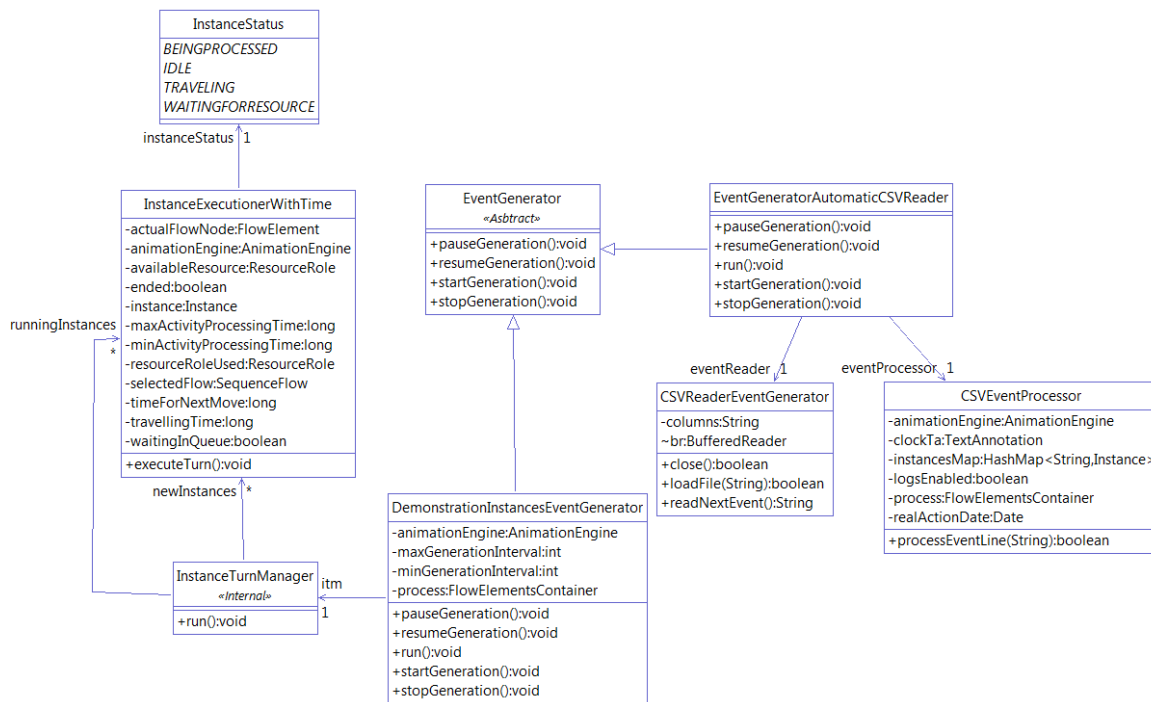 InstanceStatus
BEINGPROCESSED
IDLE
TRAVELING
WAITINGFORRESOURCE
instanceStatus 1
InstanceExecutionerWithTime
-actualFlowNode:FlowElement
-animationEngine:AnimationEngine
-availableResource:ResourceRole
-ended:boolean
-instance:Instance
-maxActivityProcessingTime:long
-minActivityProcessingTime:long
-resourceRoleUsed:ResourceRole
-selectedFlow:SequenceFlow
-timeForNextMove:long
-travellingTime:long
-waitingInQueue:boolean
+executeTurn():void
runningInstances
*
newInstances *
InstanceTurnManager
«Internal»
+run():void
itm
1
EventGenerator
«Asbtract»
+pauseGeneration():void
+resumeGeneration():void
+startGeneration():void
+stopGeneration():void
EventGeneratorAutomaticCSVReader
+pauseGeneration():void
+resumeGeneration():void
+run():void
+startGeneration():void
+stopGeneration():void
eventReader 1
eventProcessor 1
CSVReaderEventGenerator
-columns:String
~br:BufferedReader
+close():boolean
+loadFile(String):boolean
+readNextEvent():String
CSVEventProcessor
-animationEngine:AnimationEngine
-clockTa:TextAnnotation
-instancesMap:HashMap<String,Instance>
-logsEnabled:boolean
-process:FlowElementsContainer
-realActionDate:Date
+processEventLine(String):boolean
DemonstrationInstancesEventGenerator
-animationEngine:AnimationEngine
-maxGenerationInterval:int
-minGenerationInterval:int
-process:FlowElementsContainer
+pauseGeneration():void
+resumeGeneration():void
+run():void
+startGeneration():void
+stopGeneration():void